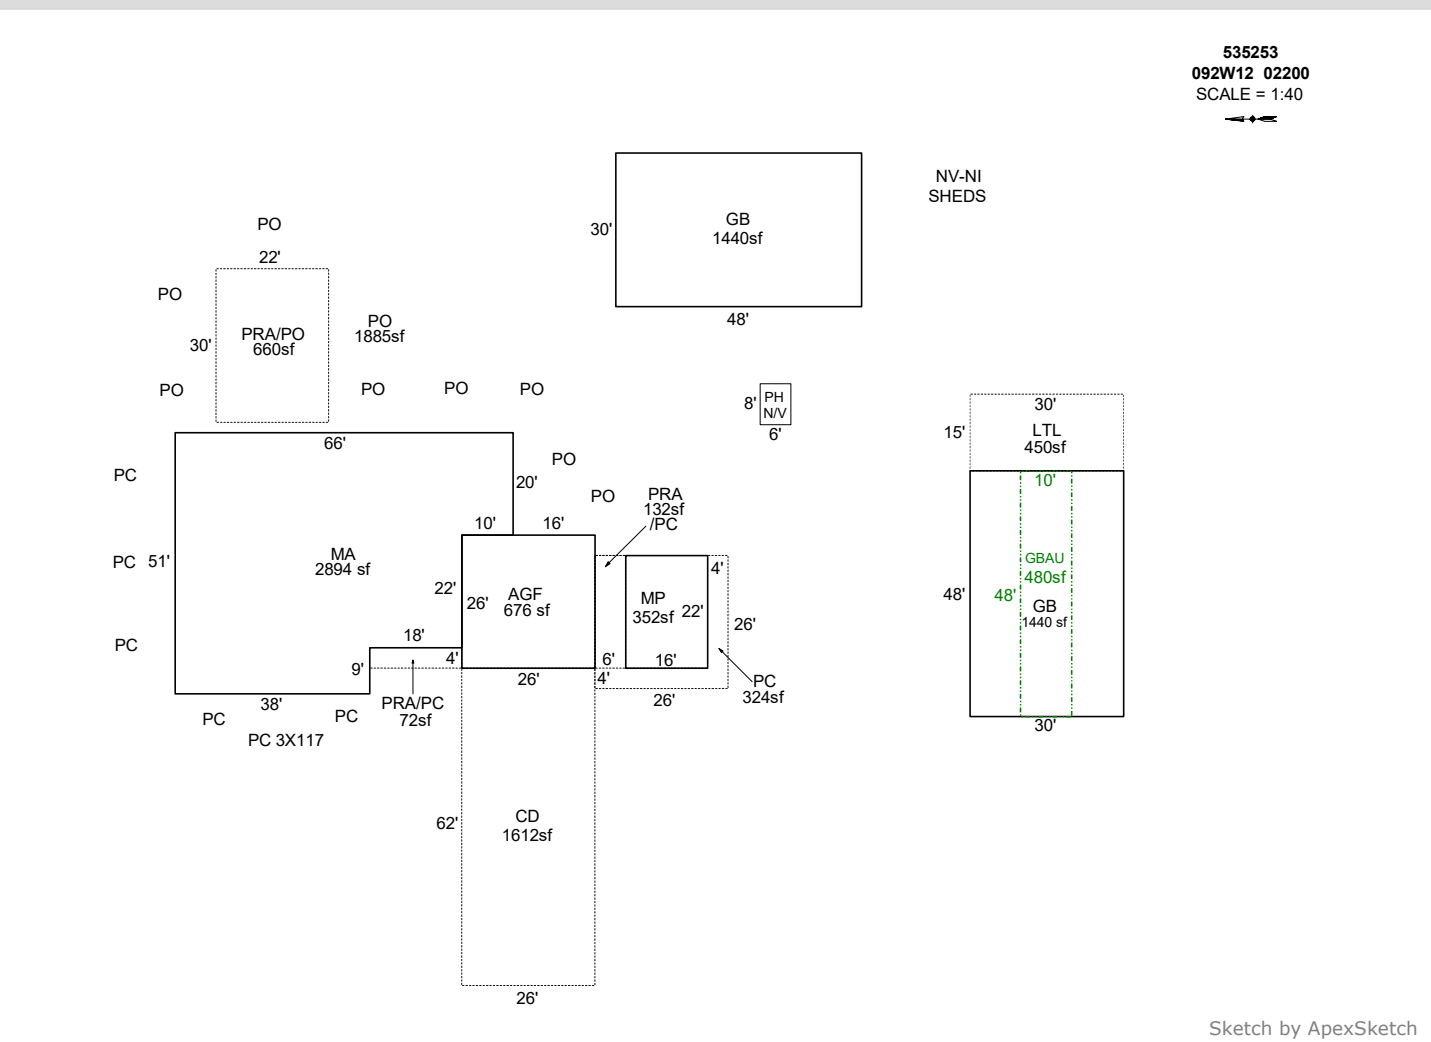 535253
092W12 02200
SCALE = 1:40
NV-NI
SHEDS
GB
1440sf
30'
48'
PO
22'
PO
PRA/PO
660sf
30'
PO
1885sf
PO
PO
PO
PO
8'
PH
N/V
6'
30'
15'
LTL
450sf
66'
PC
20'
PO
PO
10'
16'
PRA
132sf
/PC
10'
PC
51'
MA
2894 sf
22'
26'
AGF
676 sf
MP
352sf
22'
4'
26'
GBAU
480sf
48'
48'
GB
1440 sf
PC
18'
9'
4'
6'
16'
26'
4'
26'
PC
324sf
38'
PC
PC
PRA/PC
72sf
PC 3X117
30'
CD
1612sf
62'
26'
Sketch by ApexSketch